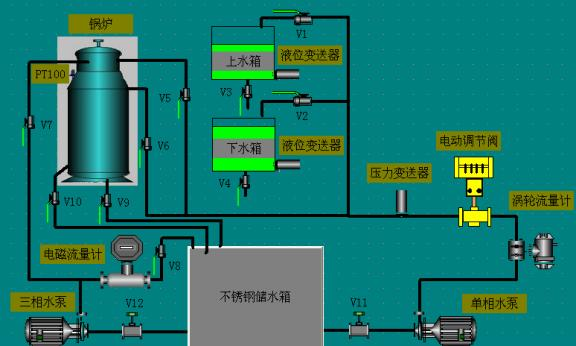 锅炉
V1
上水箱
液位变送器
PT100
V3
V5
V2
V7
V6
下水箱
液位变送器
电动调节阀
V4
压力变送器
V10
V9
涡轮流量计
电磁流量计
V8
不锈钢储水箱
三相水泵
V12
V11
单相水泵